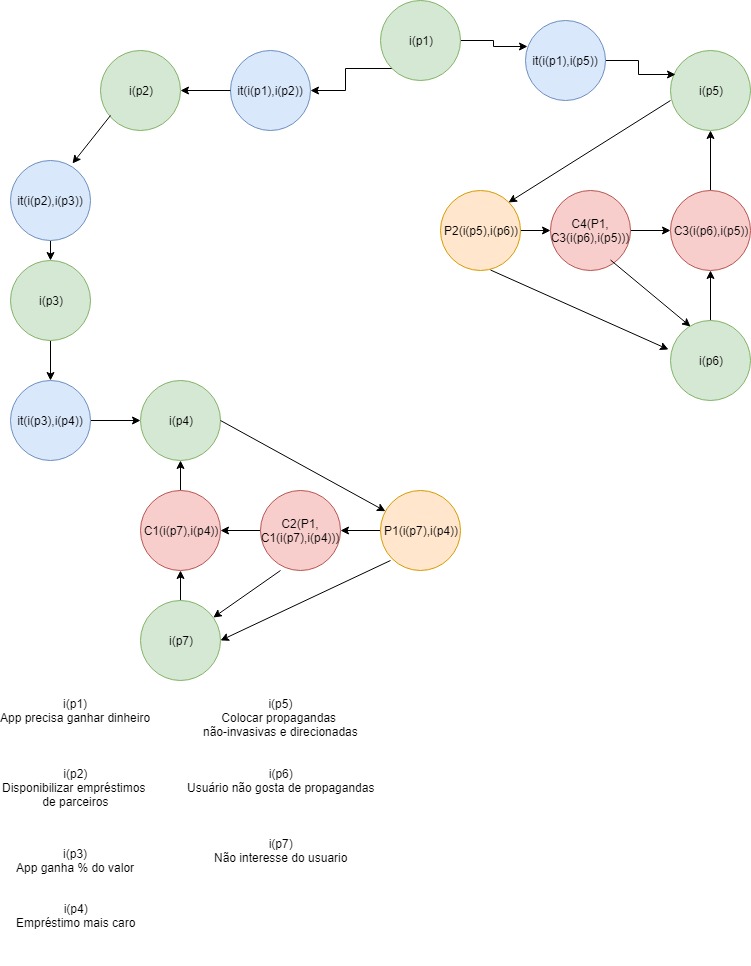 i(p1)
it(i(p1),i(p5))
i(p2)
it(i(p1),i(p2))
i(p5)
it(i(p2),i(p3))
P2(i(p5),i(p6))
C4(P1,
C3(i(p6),i(p5)))
C3(i(p6),i(p5))
i(p3)
i(p6)
it(i(p3),i(p4))
i(p4)
C1(i(p7),i(p4))
C2(P1,
C1(i(p7),i(p4)))
P1(i(p7),i(p4))
i(p7)
i(p1)
App precisa ganhar dinheiro
i(p5)
Colocar propagandas
não-invasivas e direcionadas
i(p2)
Disponibilizar empréstimos
de parceiros
i(p6)
Usuário não gosta de propagandas
i(p3)
App ganha % do valor
i(p7)
Não interesse do usuario
i(p4)
Empréstimo mais caro